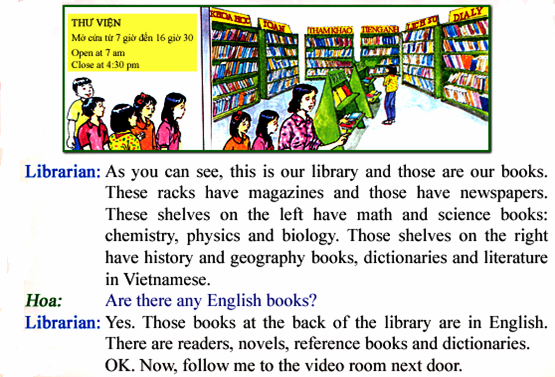 THƯ VIỆN
Mở cửa từ 7 giờ đến 16 giờ 30
Open at 7 am
Close at 4:30 pm
KHOA HỌC
TOÁN
THAM KHẢO
TIẾNG ANH
LỊCH SỬ
ĐỊA LÝ
Librarian: As you can see, this is our library and those are our books.
These racks have magazines and those have newspapers.
These shelves on the left have math and science books:
chemistry, physics and biology. Those shelves on the right
have history and geography books, dictionaries and literature
in Vietnamese.
Hoa: Are there any English books?
Librarian: Yes. Those books at the back of the library are in English.
There are readers, novels, reference books and dictionaries.
OK. Now, follow me to the video room next door.